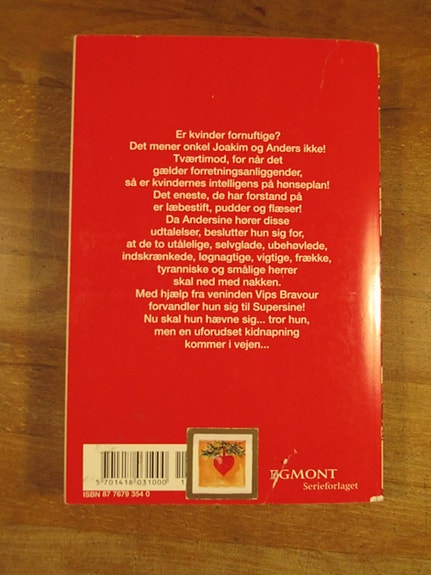 Er kvinder fornuftige?
Det mener onkel Joakim og Anders ikke!
Tværtimod, for når det
gælder forretningsanliggender,
så er kvindernes intelligens på hønseplan!
Det eneste, de har forstand på
er læbestift, pudder og flæser!
Da Andersine hører disse
udtalelser, beslutter hun sig for,
at de to utålelige, selvglade, ubehøvlede,
indskrænkede, løgnagtige, vigtige, frække,
tyranniske og smålige herrer
skal ned med nakken.
Med hjælp fra veninden Vips Bravour
forvandler hun sig til Supersine!
Nu skal hun hævne sig... tror hun,
men en uforudset kidnapning
kommer i vejen...
5 701418 031000
ISBN 87 7679 354 0
EGMONT
Serieforlaget